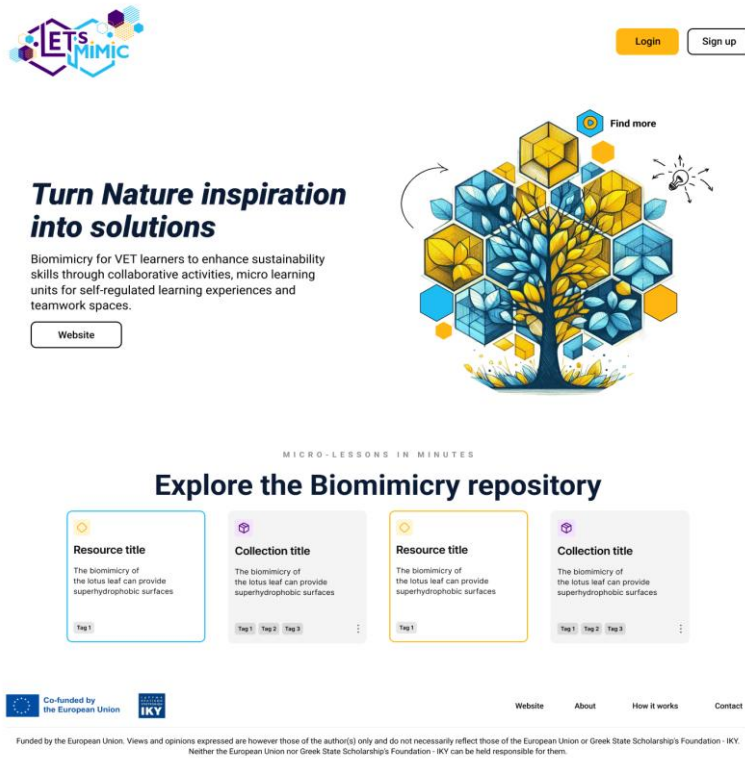 LET'S
MIMIC
Login
Sign up
Find more
Turn Nature inspiration
into solutions
Biomimicry for VET learners to enhance sustainability
skills through collaborative activities, micro learning
units for self-regulated learning experiences and
teamwork spaces.
Website
MICRO-LESSONS IN MINUTES
Explore the Biomimicry repository
Resource title
The biomimicry of
the lotus leaf can provide
superhydrophobic surfaces
Tag 1
Collection title
The biomimicry of
the lotus leaf can provide
superhydrophobic surfaces
Tag 1 Tag 2 Tag 3
Resource title
The biomimicry of
the lotus leaf can provide
superhydrophobic surfaces
Tag 1
Collection title
The biomimicry of
the lotus leaf can provide
superhydrophobic surfaces
Tag 1 Tag 2 Tag 3
Co-funded by
the European Union
IKY
Website About How it works Contact
Funded by the European Union. Views and opinions expressed are however those of the author(s) only and do not necessarily reflect those of the European Union or Greek State Scholarship's Foundation - IKY.
Neither the European Union nor Greek State Scholarship's Foundation - IKY can be held responsible for them.